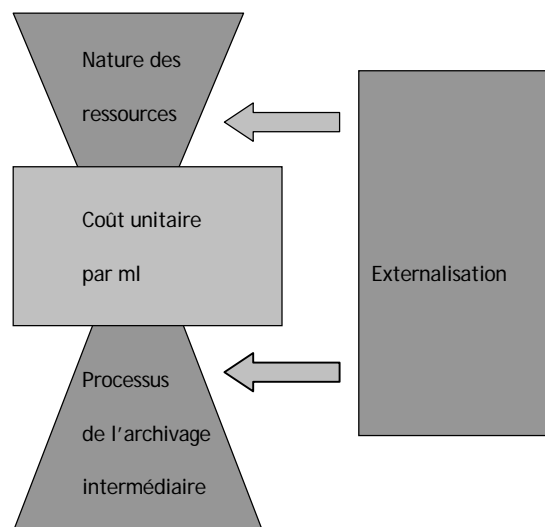 Nature des
ressources
Coût unitaire
par ml
Externalisation
Processus
de l'archivage
intermédiaire